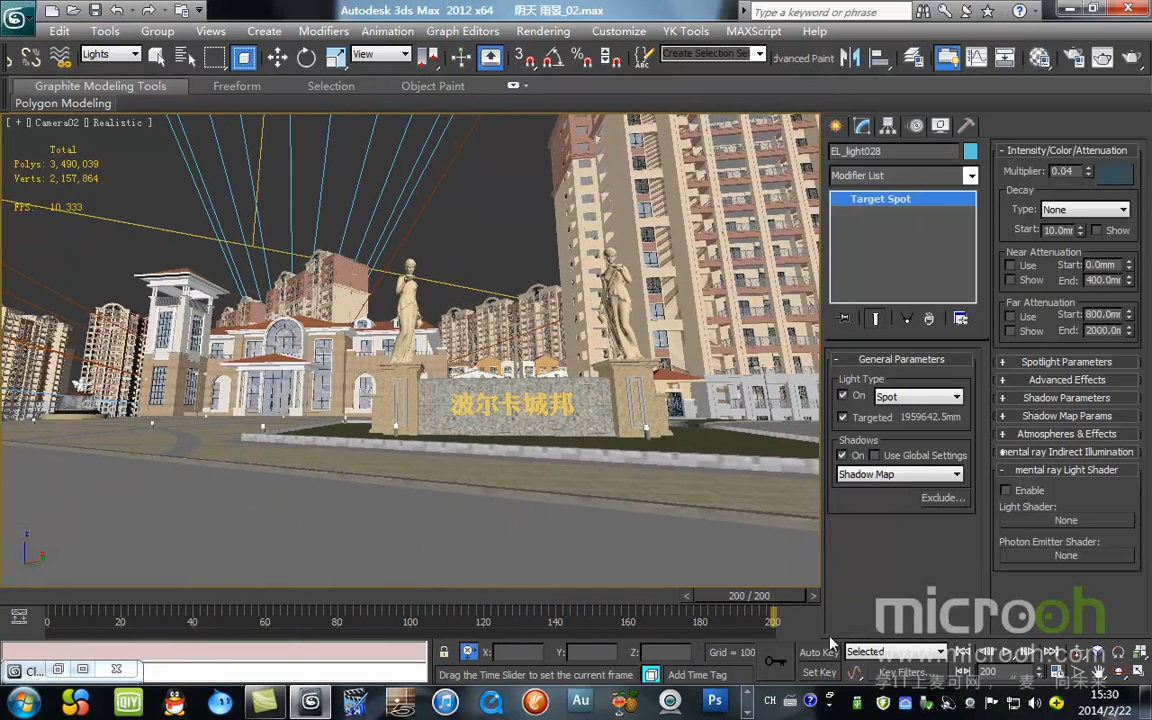 Autodesk 3ds Max 2012 x64 阴天 雨景_02.max
Type a keyword or phrase
Edit Tools Group Views Create Modifiers Animation Graph Editors Rendering Customize YK Tools MAXScript Help
Lights View Create Selection Se dvanced Paint
Graphite Modeling Tools Freeform Selection Object Paint
Polygon Modeling
[ + [] Camera02 [] Realistic ]
Total
Polys: 3,490,039
Verts: 2,157,864
FPS: 10.333
波尔卡城邦
EL_light028
Modifier List
Target Spot
General Parameters
Light Type
On Spot
Targeted 1959642.5mm
Shadows
On Use Global Settings
Shadow Map
Exclude...
Intensity/Color/Attenuation
Multiplier: 0.04
Decay
Type: None
Start: 10.0mm Show
Near Attenuation
Use Start: 0.0mm
Show End: 400.0mm
Far Attenuation
Use Start: 800.0mm
Show End: 2000.0m
Spotlight Parameters
Advanced Effects
Shadow Parameters
Shadow Map Params
Atmospheres & Effects
mental ray Indirect Illumination
mental ray Light Shader
Enable
Light Shader:
None
Photon Emitter Shader:
None
microoh
www.microoh.com
200 / 200
0 20 40 60 80 100 120 140 160 180 200
X: Y: Z: Grid = 100
Auto Key Selected
Drag the Time Slider to set the current frame Add Time Tag
Set Key Key Filters... 200
Cl...
QIY Au Ps
CH
15:30
2014/2/22